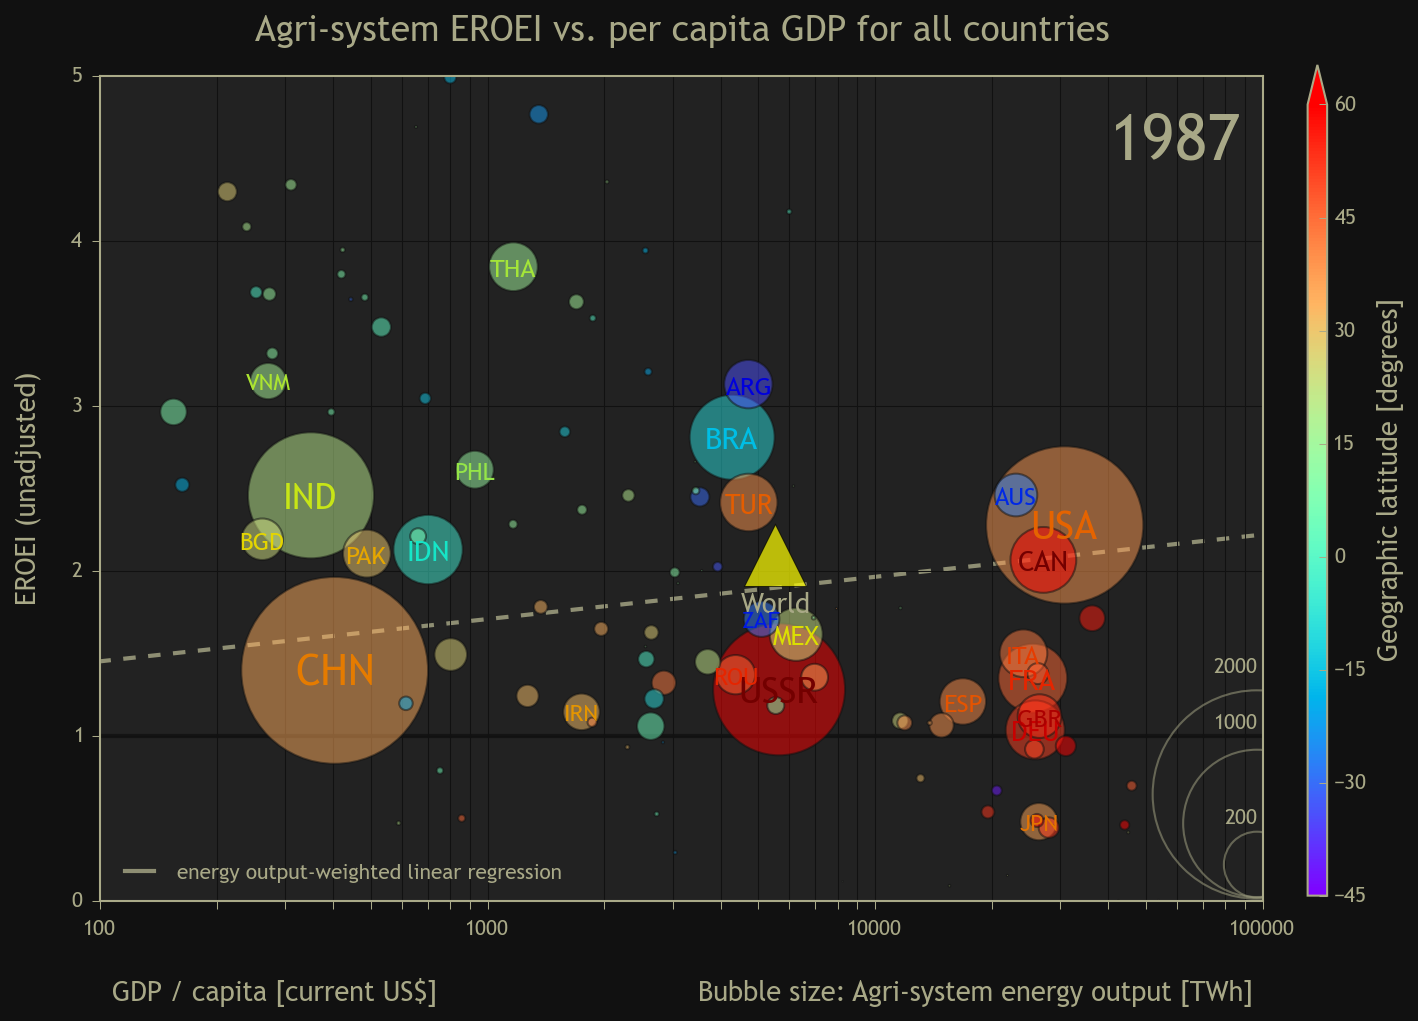 Agri-system EROEI vs. per capita GDP for all countries
1987
EROEI (unadjusted)
5
4
3
2
1
0
THA
VNM
ARG
BRA
PHL
IND
AUS
TUR
USA
BGD
PAK
IDN
CAN
World
ZAF
MEX
CHN
ROU
USSR
ITA
FRA
ESP
IRN
GBR
DEU
JPN
2000
1000
200
energy output-weighted linear regression
100
1000
10000
100000
GDP / capita [current US$]
Bubble size: Agri-system energy output [TWh]
60
45
30
15
0
−15
−30
−45
Geographic latitude [degrees]